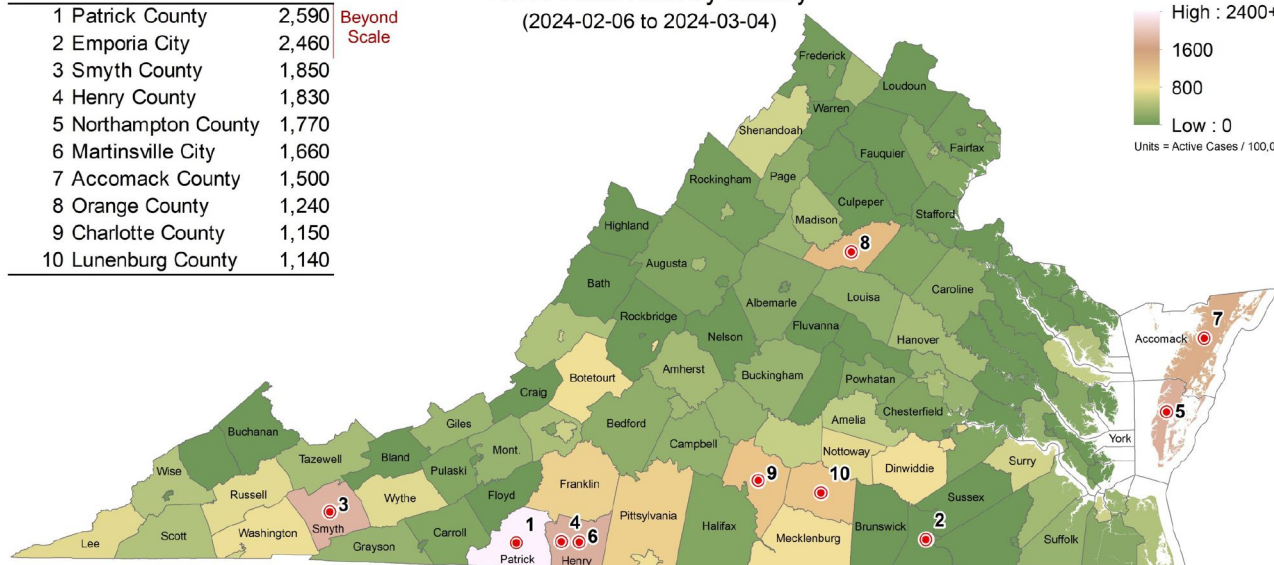 (2024-02-06 to 2024-03-04)
1 Patrick County 2,590
2 Emporia City 2,460
3 Smyth County 1,850
4 Henry County 1,830
5 Northampton County 1,770
6 Martinsville City 1,660
7 Accomack County 1,500
8 Orange County 1,240
9 Charlotte County 1,150
10 Lunenburg County 1,140
Beyond
Scale
High : 2400+
1600
800
Low : 0
Units = Active Cases / 100,0
Frederick
Loudoun
Warren
Shenandoah
Fairfax
Fauquier
Page
Rockingham
Culpeper
Stafford
Madison
Highland
8
Augusta
Bath
Caroline
Louisa
Albemarle
Rockbridge
Fluvanna
7
Nelson
Accomack
Hanover
Amherst
Buckingham
Botetourt
Powhatan
Craig
5
Chesterfield
Amelia
Giles
Bedford
Buchanan
York
Campbell
Mont.
Nottoway
Bland
Tazewell
Surry
Dinwiddie
Pulaski
Wise
9
10
Franklin
Russell
Floyd
Wythe
Sussex
3
Pittsylvania
Smyth
1
4
2
Halifax
Brunswick
Washington
Carroll
Scott
6
Mecklenburg
Suffolk
Lee
Grayson
Patrick
Henry